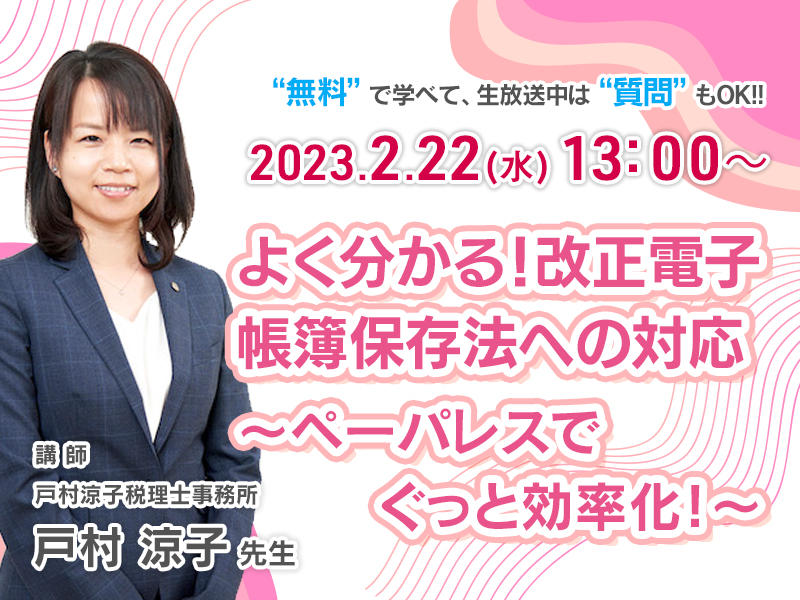 “無料”で学べて、生放送中は“質問”もOK!!
2023.2.22(水) 13:00～
よく分かる！改正電子
帳簿保存法への対応
～ペーパレスで
ぐっと効率化！～
講師
戸村涼子税理士事務所
戸村 涼子 先生